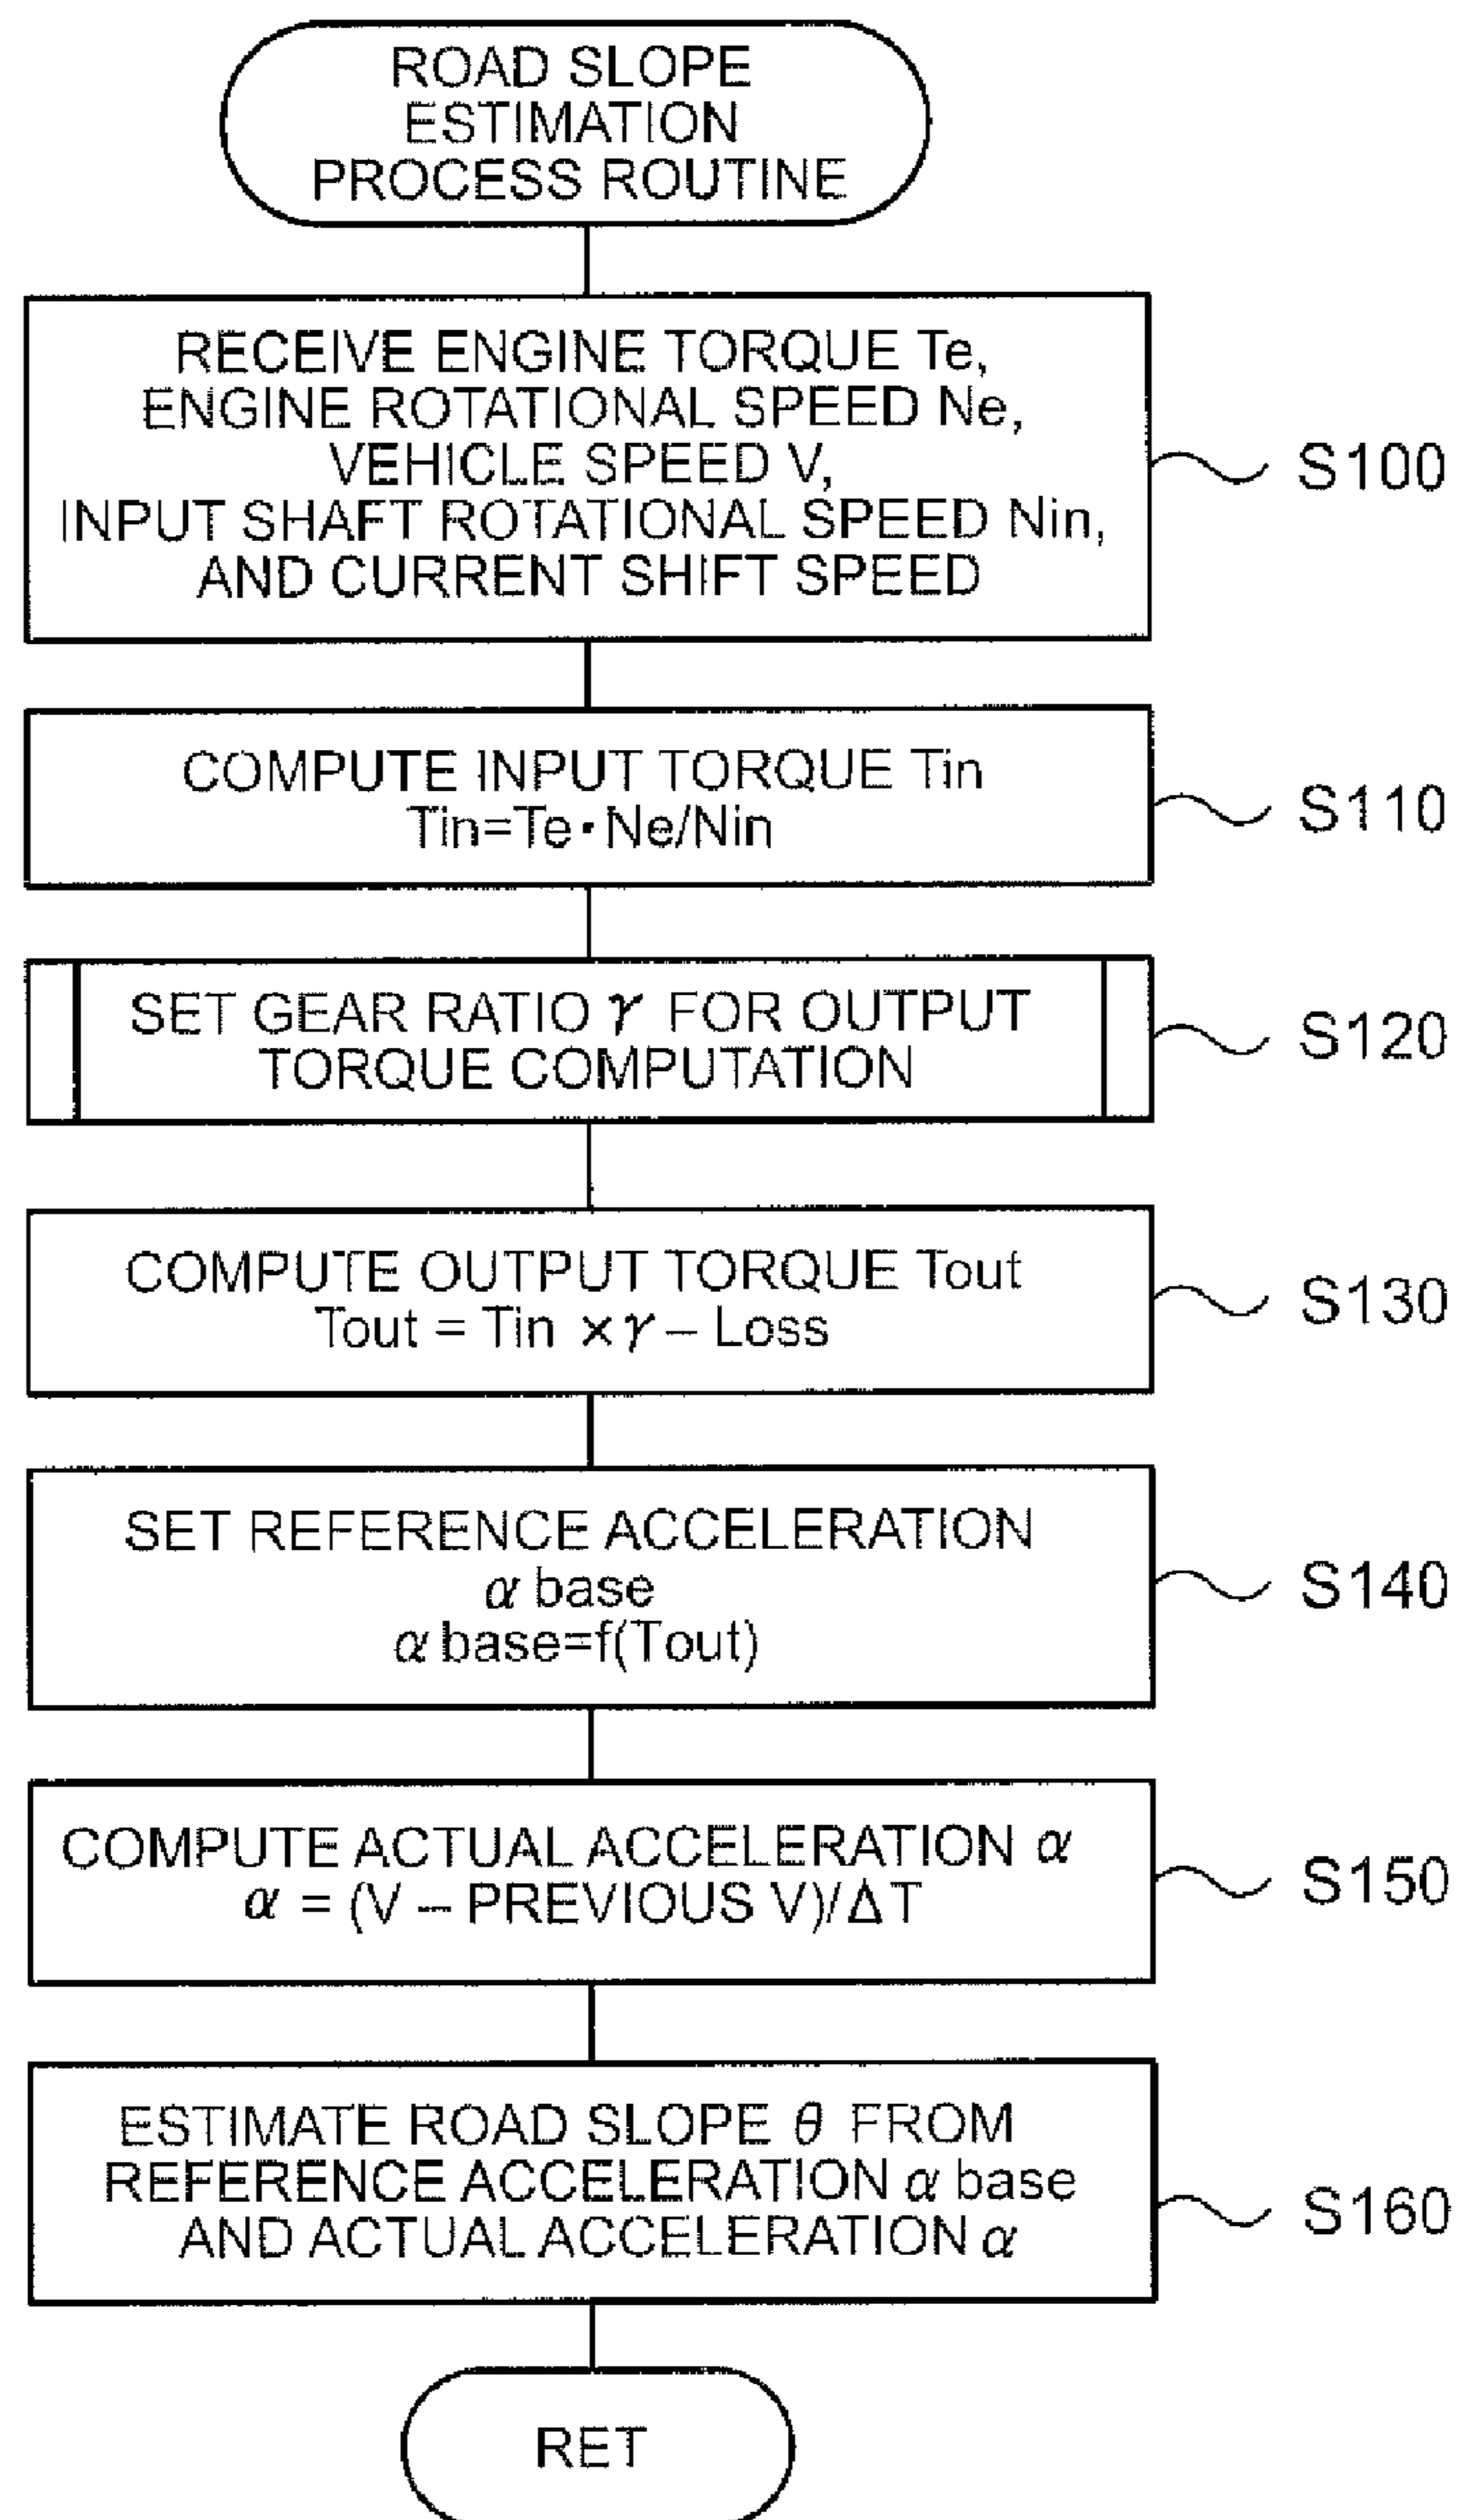 ROAD SLOPE
ESTIMATION
PROCESS ROUTINE
RECEIVE ENGINE TORQUE Te,
ENGINE ROTATIONAL SPEED Ne,
VEHICLE SPEED V,
INPUT SHAFT ROTATIONAL SPEED Nin,
AND CURRENT SHIFT SPEED
S100
COMPUTE INPUT TORQUE Tin
Tin=Te・Ne/Nin
S110
SET GEAR RATIO γ FOR OUTPUT
TORQUE COMPUTATION
S120
COMPUTE OUTPUT TORQUE Tout
Tout = Tin ×γ – Loss
S130
SET REFERENCE ACCELERATION
α base
α base=f(Tout)
S140
COMPUTE ACTUAL ACCELERATION α
α = (V – PREVIOUS V)/ΔT
S150
ESTIMATE ROAD SLOPE θ FROM
REFERENCE ACCELERATION α base
AND ACTUAL ACCELERATION α
S160
RET